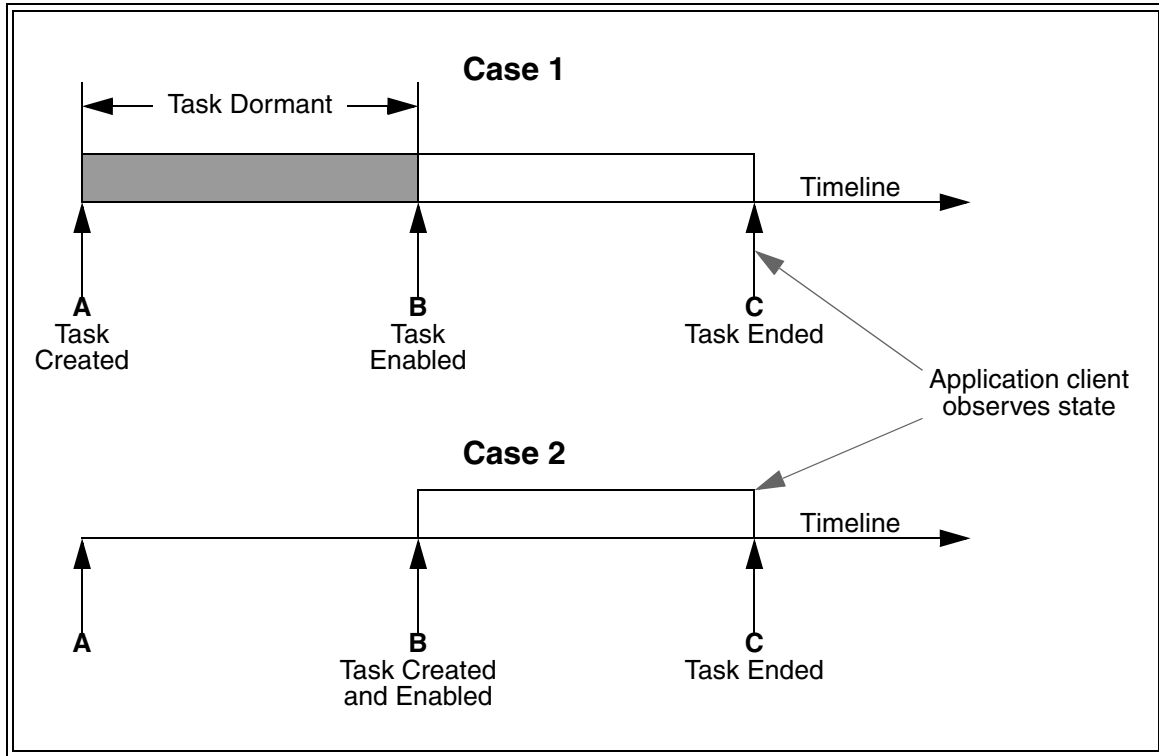 Case 1
Task Dormant
Timeline
A
Task
Created
B
Task
Enabled
C
Task Ended
Application client
observes state
Case 2
Timeline
A
B
Task Created
and Enabled
C
Task Ended